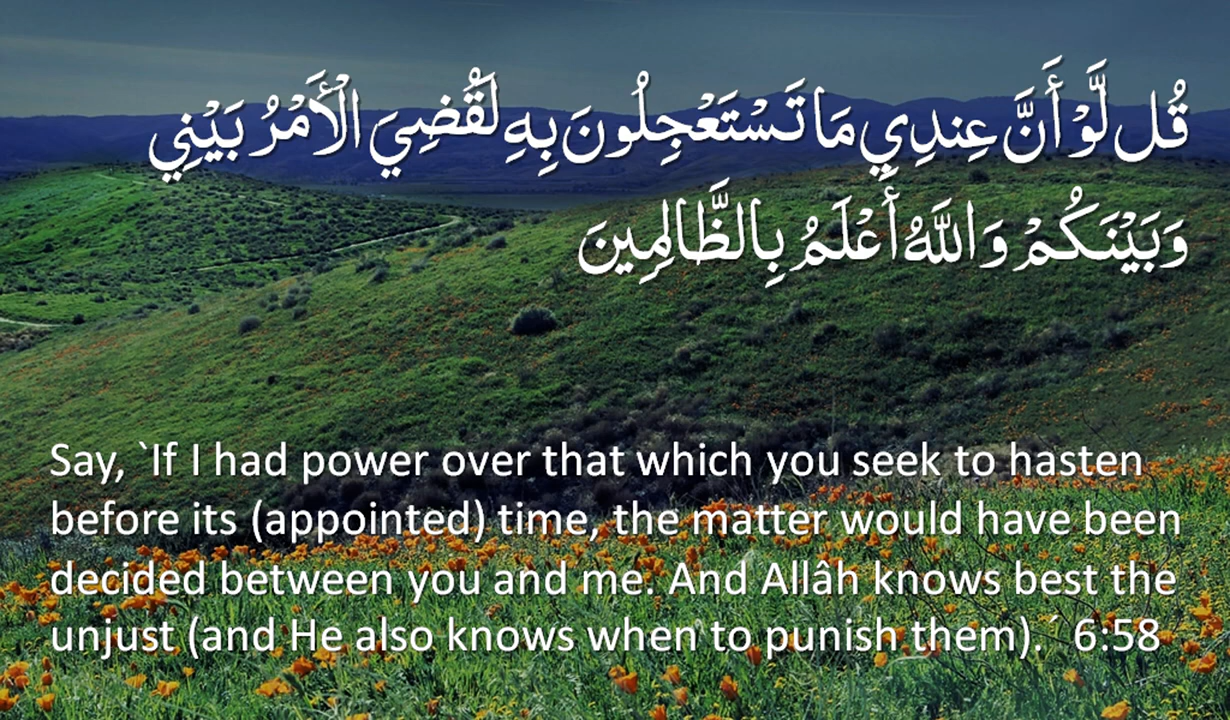 قُل لَّوْ أَنَّ عِندِي مَا تَسْتَعْجِلُونَ بِهِ لَقُضِيَ الْأَمْرُ بَيْنِي
وَبَيْنَكُمْ وَاللَّهُ أَعْلَمُ بِالظَّالِمِينَ
Say, `If I had power over that which you seek to hasten
before its (appointed) time, the matter would have been
decided between you and me. And Allâh knows best the
unjust (and He also knows when to punish them).´ 6:58